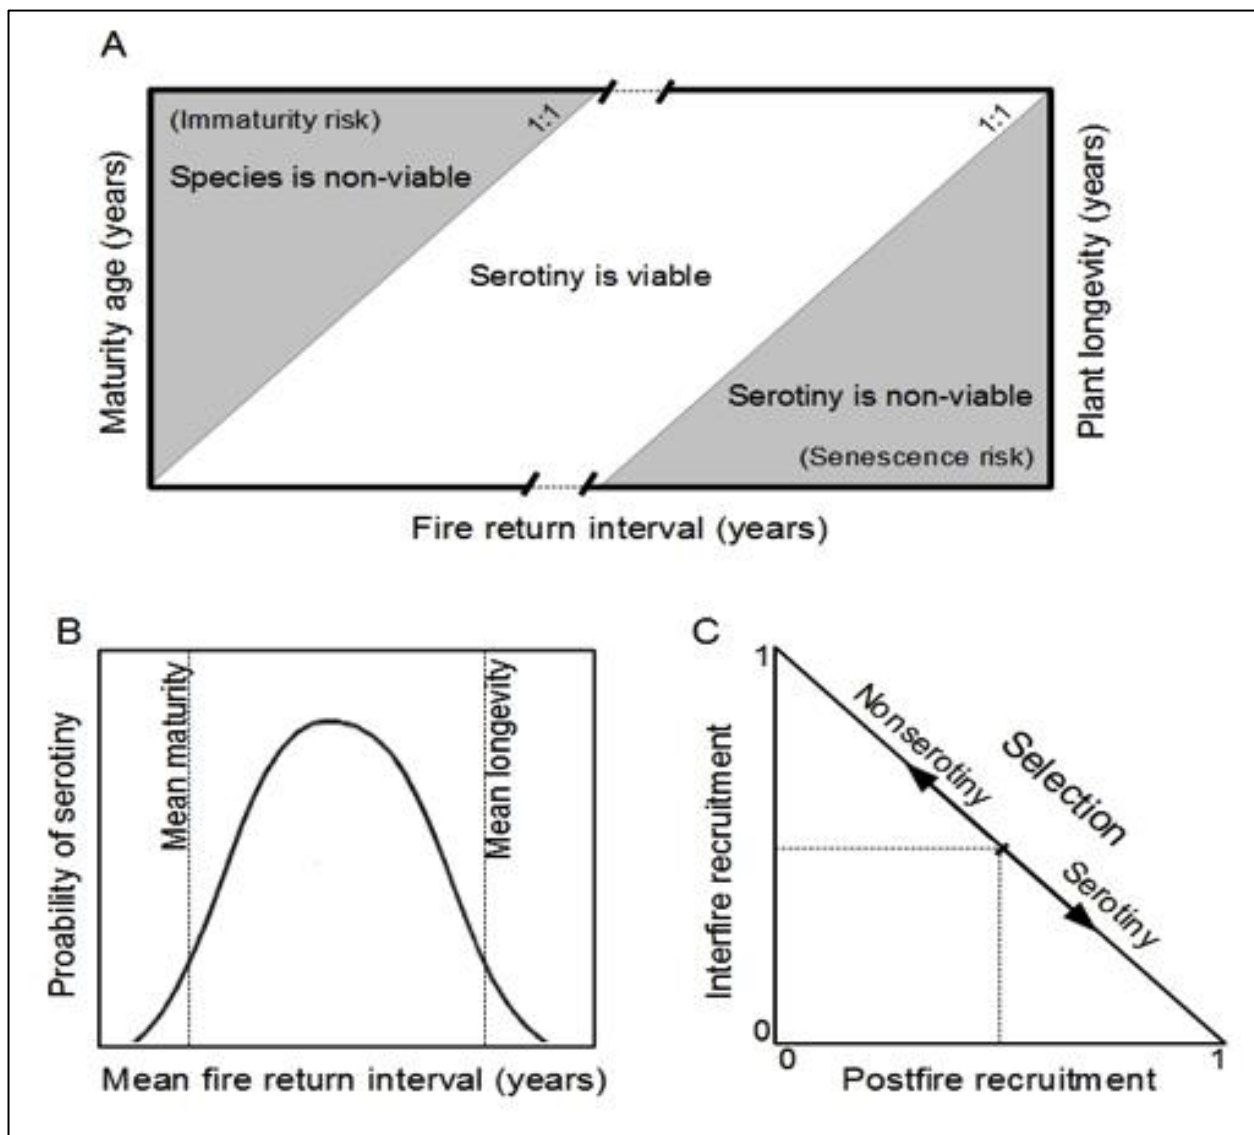 A
(Immaturity risk)
1:1
1:1
Species is non-viable
Maturity age (years)
Serotiny is viable
Plant longevity (years)
Serotiny is non-viable
(Senescence risk)
Fire return interval (years)
B
Proability of serotiny
Mean maturity
Mean longevity
Mean fire return interval (years)
C
1
Interfire recruitment
Nonserotiny
Selection
Serotiny
0
0
1
Postfire recruitment